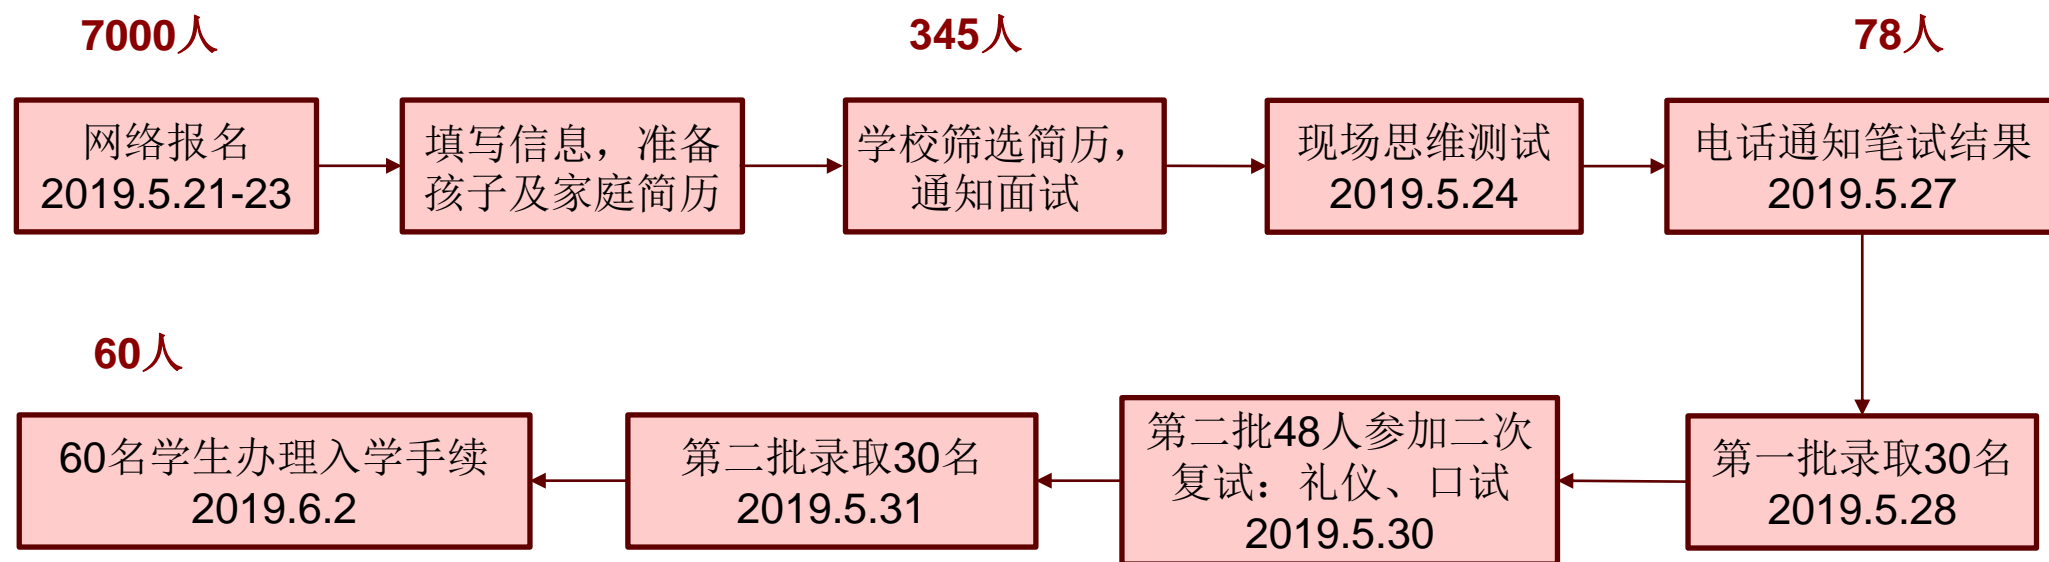 7000人
345人
78人
网络报名
2019.5.21-23
填写信息，准备
孩子及家庭简历
学校筛选简历，
通知面试
现场思维测试
2019.5.24
电话通知笔试结果
2019.5.27
60人
60名学生办理入学手续
2019.6.2
第二批录取30名
2019.5.31
第二批48人参加二次
复试：礼仪、口试
2019.5.30
第一批录取30名
2019.5.28